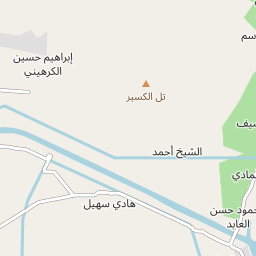 إبراهيم حسين
الكرهيني
تل الكسير
الشيخ أحمد
هادي سهيل
محمود حسن
العابد